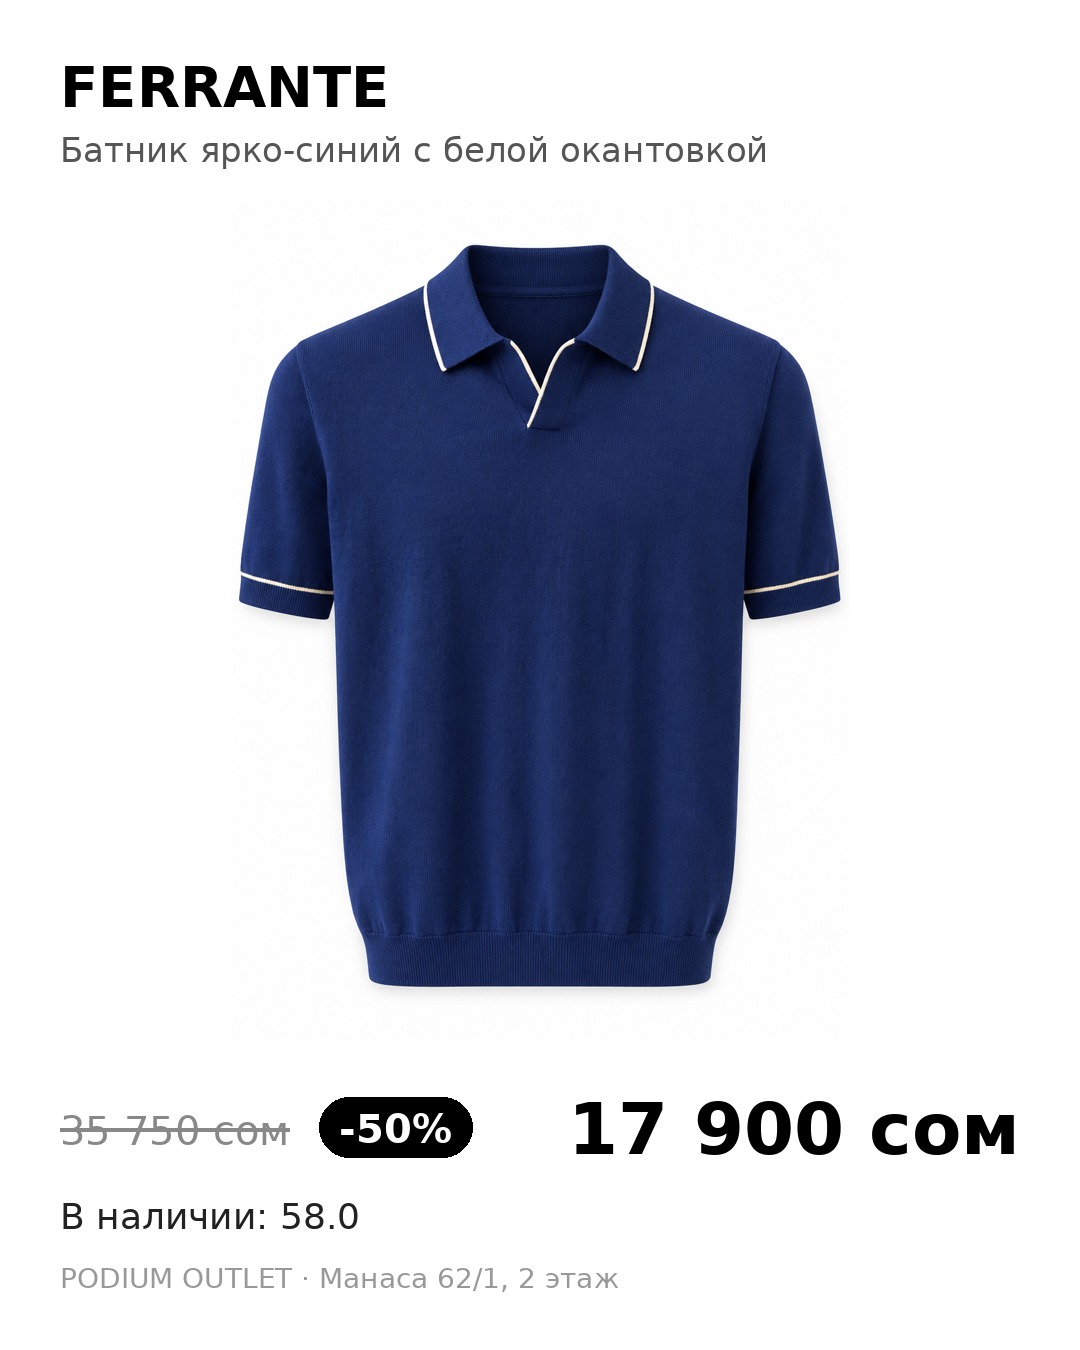 FERRANTE
Батник ярко-синий с белой окантовкой
35 750 сом -50% 17 900 сом
В наличии: 58.0
PODIUM OUTLET · Манаса 62/1, 2 этаж